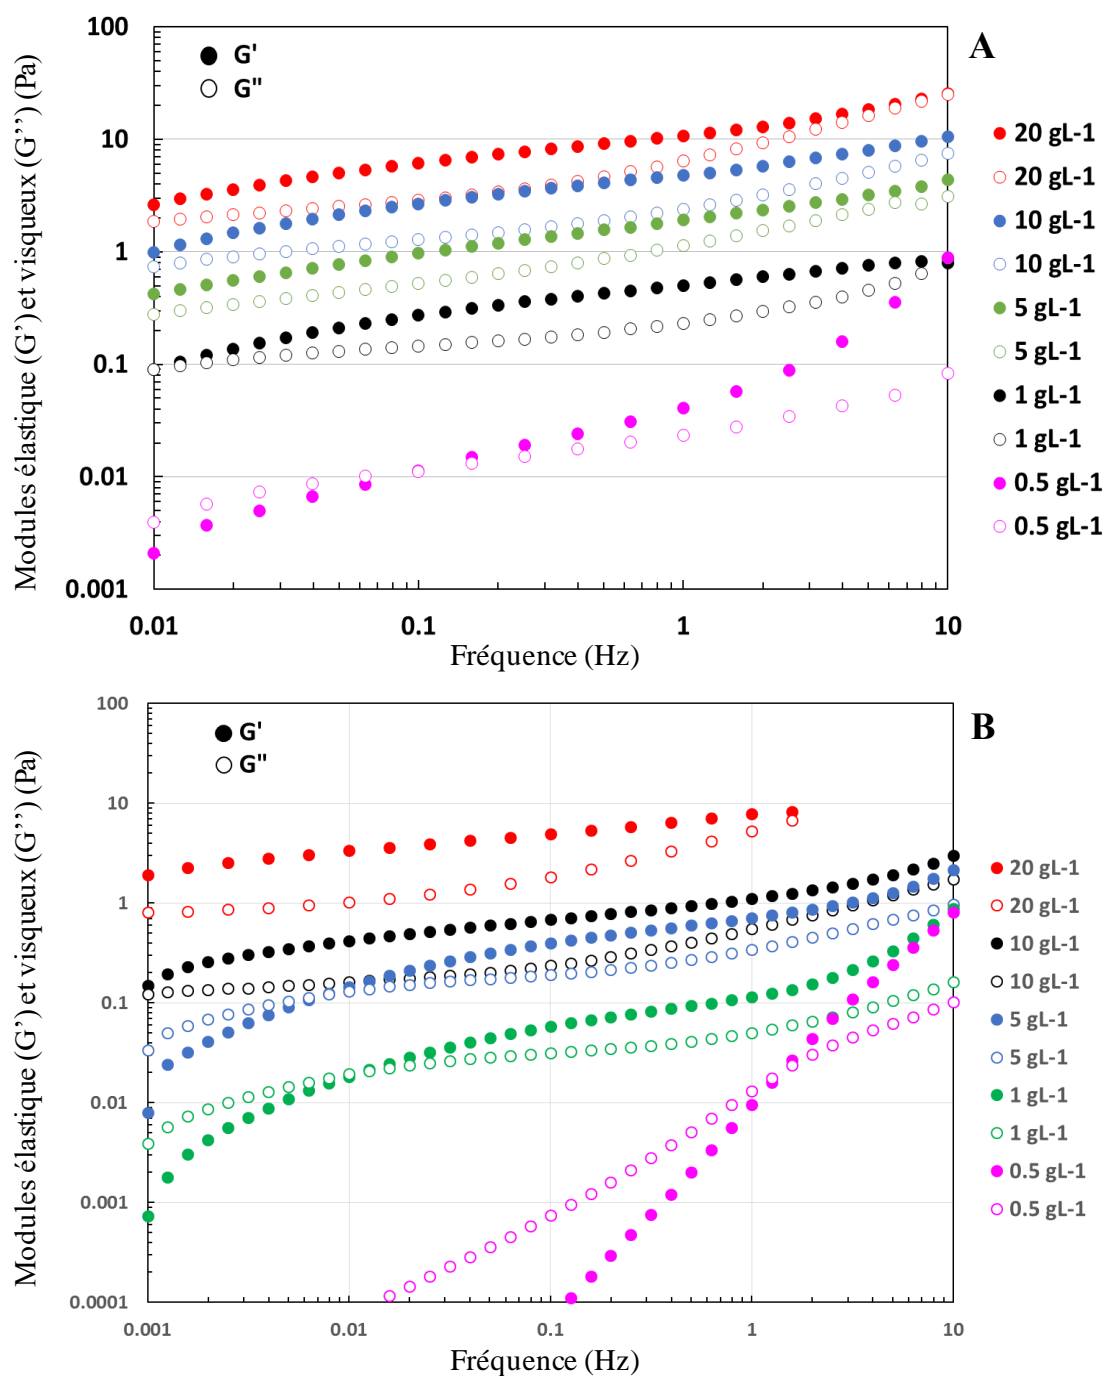 A
G'
G"
Modules élastique (G') et visqueux (G'') (Pa)
100
10
1
0.1
0.01
0.001
0.01
0.1
1
10
Fréquence (Hz)
20 gL-1
20 gL-1
10 gL-1
10 gL-1
5 gL-1
5 gL-1
1 gL-1
1 gL-1
0.5 gL-1
0.5 gL-1
B
G'
G"
Modules élastique (G') et visqueux (G'') (Pa)
100
10
1
0.1
0.01
0.001
0.0001
0.001
0.01
0.1
1
10
Fréquence (Hz)
20 gL-1
20 gL-1
10 gL-1
10 gL-1
5 gL-1
5 gL-1
1 gL-1
1 gL-1
0.5 gL-1
0.5 gL-1